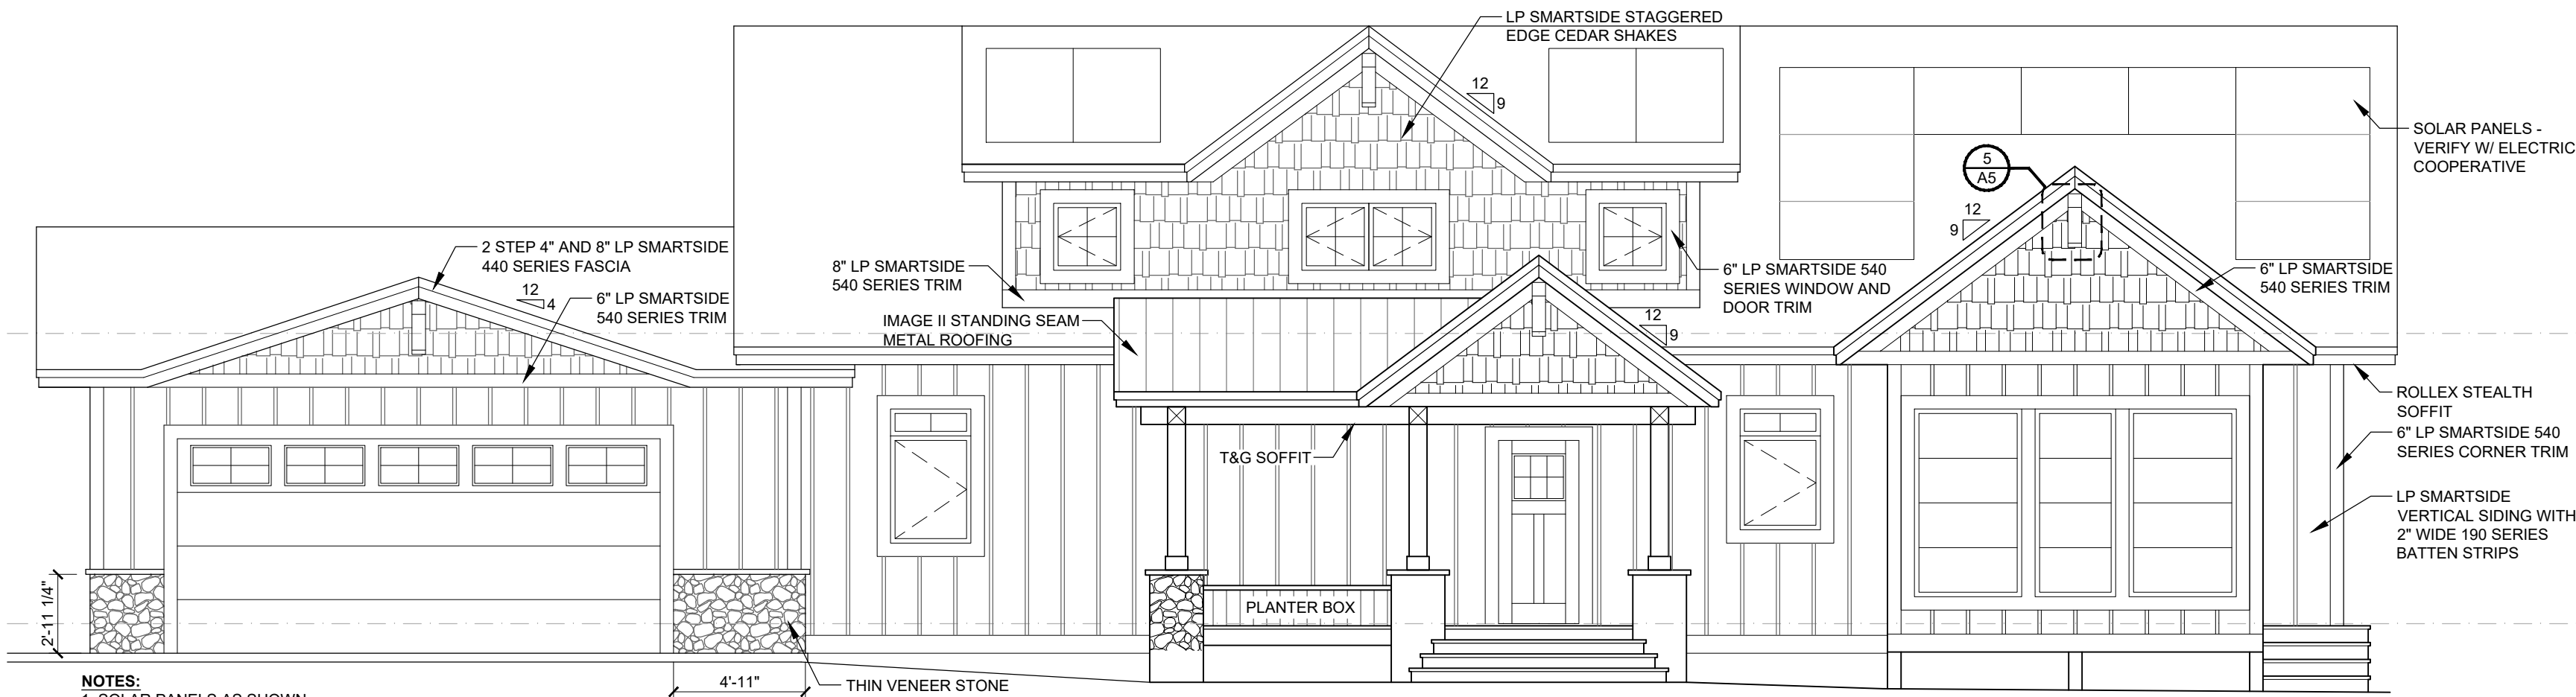 LP SMARTSIDE STAGGERED
EDGE CEDAR SHAKES
12
9
SOLAR PANELS -
VERIFY W/ ELECTRIC
COOPERATIVE
5
A5
12
9
2 STEP 4" AND 8" LP SMARTSIDE
440 SERIES FASCIA
12
4
6" LP SMARTSIDE
540 SERIES TRIM
8" LP SMARTSIDE
540 SERIES TRIM
IMAGE II STANDING SEAM
METAL ROOFING
6" LP SMARTSIDE 540
SERIES WINDOW AND
DOOR TRIM
12
9
6" LP SMARTSIDE
540 SERIES TRIM
ROLLEX STEALTH
SOFFIT
6" LP SMARTSIDE 540
SERIES CORNER TRIM
T&G SOFFIT
LP SMARTSIDE
VERTICAL SIDING WITH
2" WIDE 190 SERIES
BATTEN STRIPS
2'-11 1/4"
PLANTER BOX
NOTES:
1. SOLAR PANELS AS SHOWN
4'-11"
THIN VENEER STONE